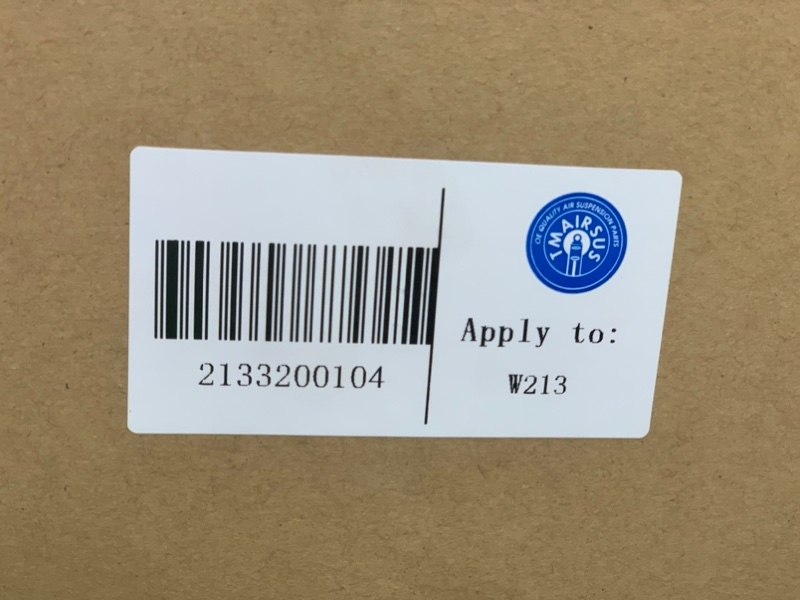 2133200104
OE QUALITY AIR SUSPENSION PARTS
IMAIRSUS
Apply to:
W213